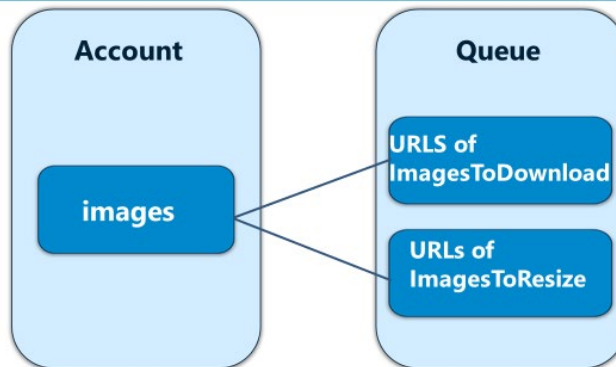 Account
Queue
images
URLS of
ImagesToDownload
URLs of
ImagesToResize